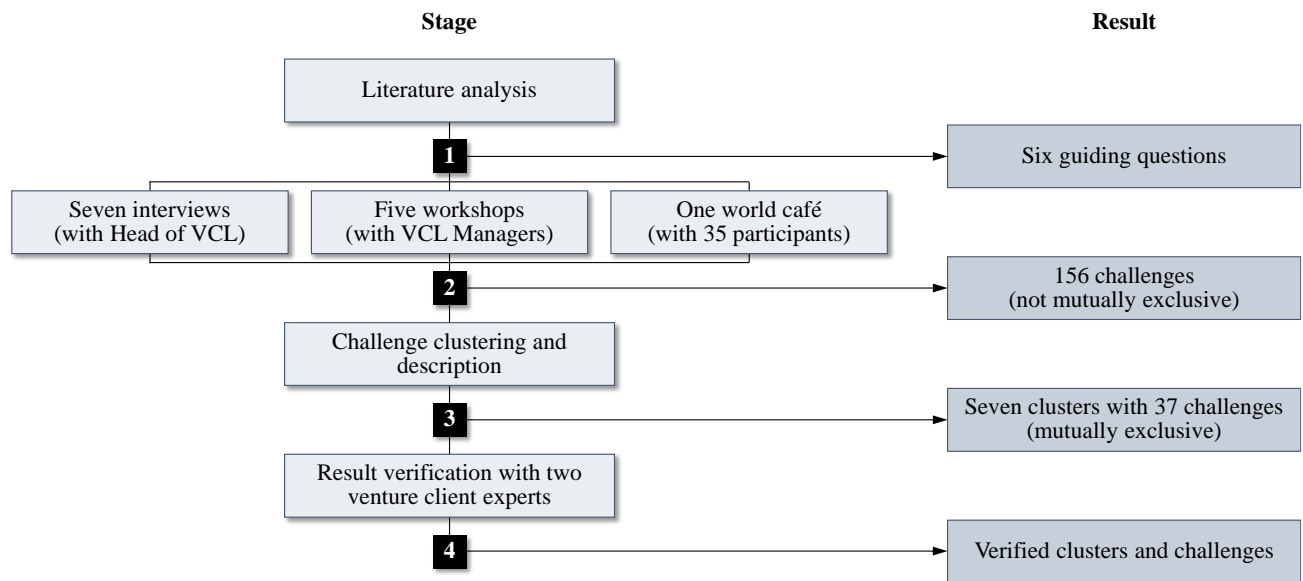 Stage
Result
Literature analysis
1
Six guiding questions
Seven interviews
(with Head of VCL)
Five workshops
(with VCL Managers)
One world café
(with 35 participants)
2
156 challenges
(not mutually exclusive)
Challenge clustering and
description
3
Seven clusters with 37 challenges
(mutually exclusive)
Result verification with two
venture client experts
4
Verified clusters and challenges